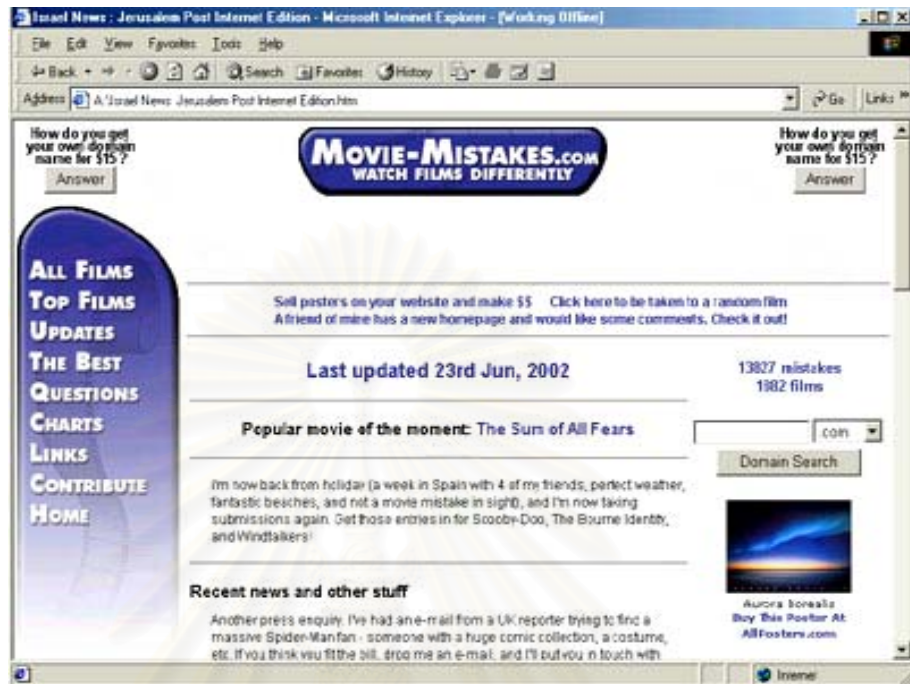 Israel News : Jerusalem Post Internet Edition - Microsoft Internet Explorer - [Working Offline]
File Edit View Favorites Tools Help
Back Search Favorites History
Address A:\Israel News Jerusalem Post Internet Edition.htm Go Links »
How do you get
your own domain
name for $15?
Answer
MOVIE-MISTAKES.COM
WATCH FILMS DIFFERENTLY
How do you get
your own domain
name for $15?
Answer
ALL FILMS
TOP FILMS
UPDATES
THE BEST
QUESTIONS
CHARTS
LINKS
CONTRIBUTE
HOME
Sell posters on your website and make $$ Click here to be taken to a random film
A friend of mine has a new homepage and would like some comments. Check it out!
Last updated 23rd Jun, 2002
Popular movie of the moment: The Sum of All Fears
I'm now back from holiday (a week in Spain with 4 of my friends, perfect weather,
fantastic beaches, and not a movie mistake in sight), and I'm now taking
submissions again. Get those entries in for Scooby-Doo, The Bourne Identity,
and Windtalkers!
Recent news and other stuff
Another press enquiry. I've had an e-mail from a UK reporter trying to find a
massive Spider-Man fan - someone with a huge comic collection, a costume,
etc. If you think you fit the bill, drop me an e-mail, and I'll put you in touch with
13827 mistakes
1982 films
.com
Domain Search
Aurora borealis
Buy This Poster At
AllPosters.com
Internet